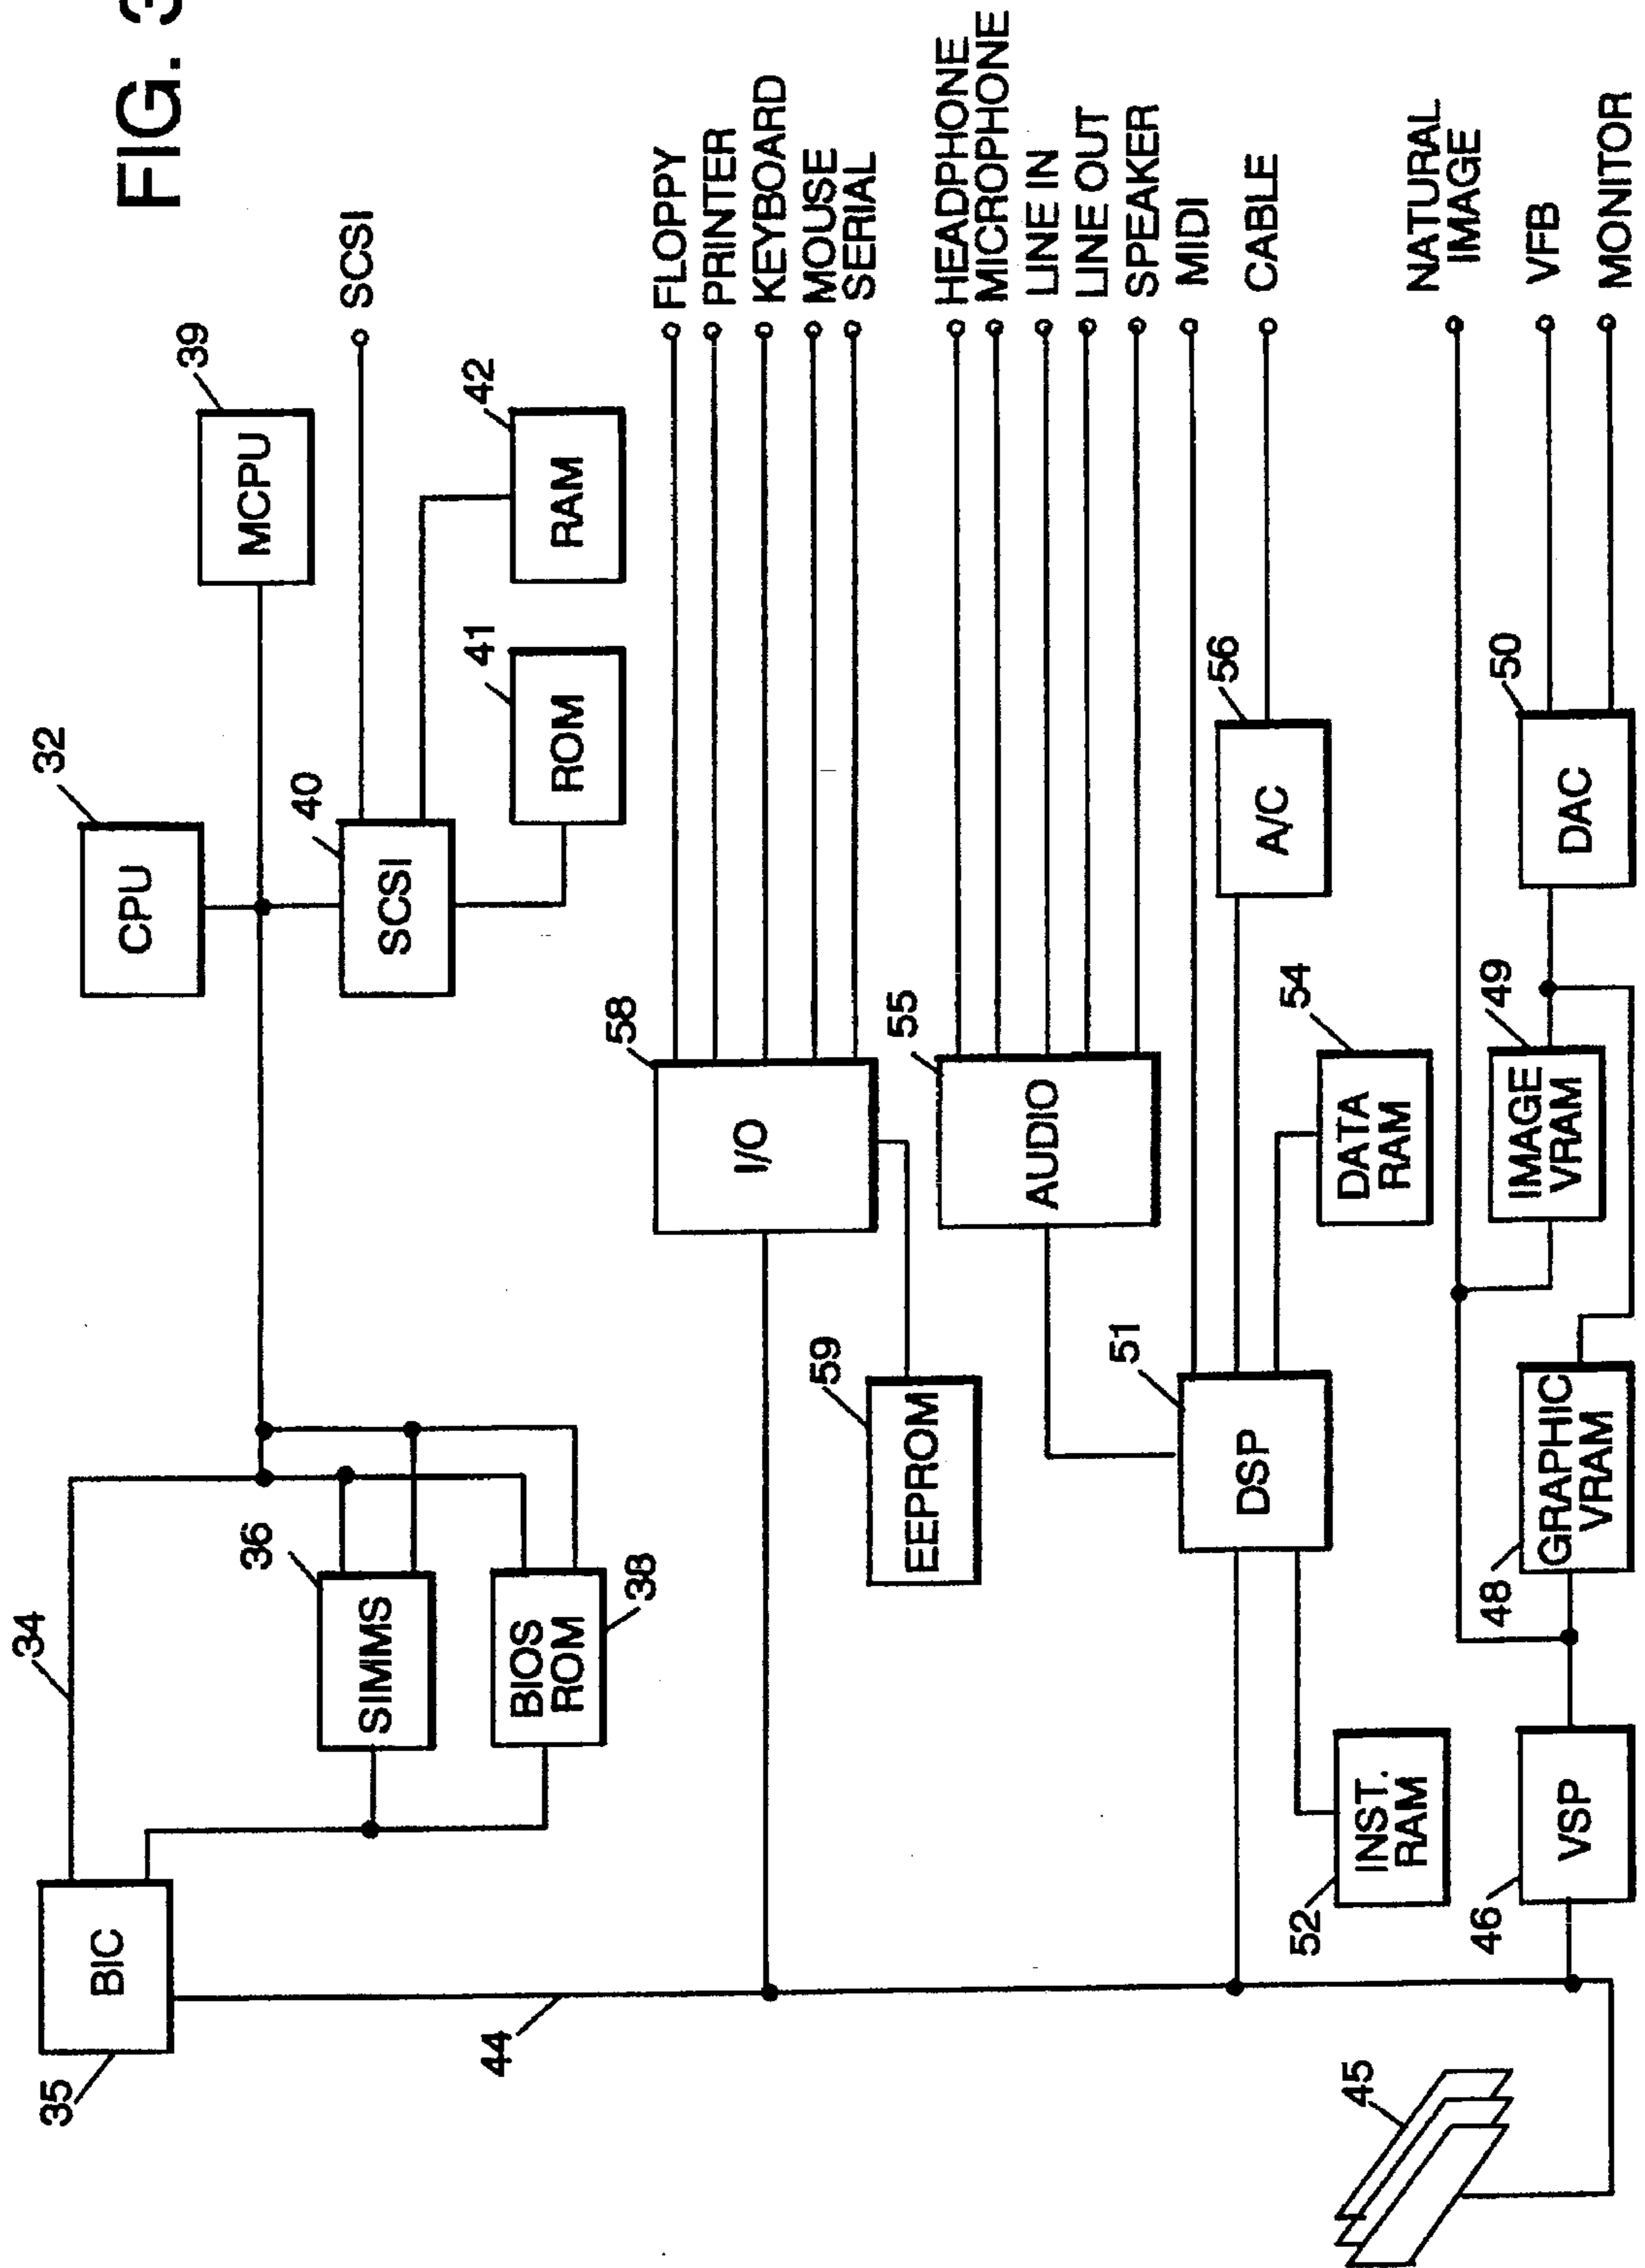 FIG. 3
32
CPU
34
35
BIC
36
SIMMS
BIOS
ROM
38
39
MCPU
40
SCSI
SCSI
41
ROM
42
RAM
44
45
58
I/O
FLOPPY
PRINTER
KEYBOARD
MOUSE
SERIAL
59
EEPROM
55
AUDIO
HEADPHONE
MICROPHONE
LINE IN
LINE OUT
SPEAKER
MIDI
51
DSP
56
A/C
CABLE
54
DATA
RAM
52
INST.
RAM
46
VSP
48
GRAPHIC
VRAM
49
IMAGE
VRAM
50
DAC
NATURAL
IMAGE
VFB
MONITOR